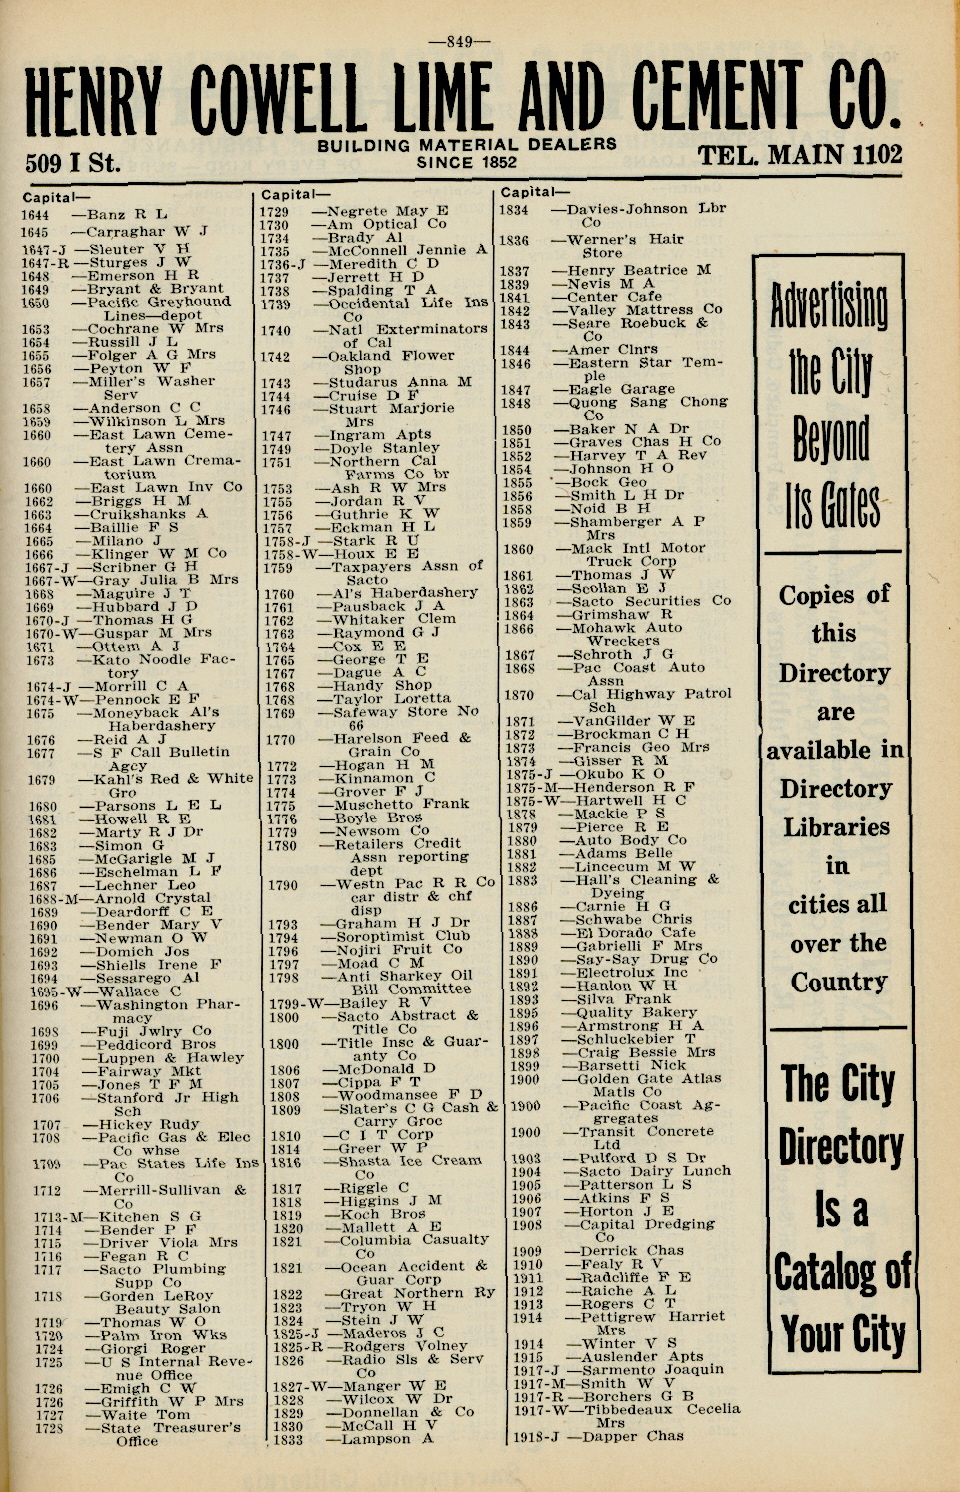 —849—
HENRY COWELL LIME AND CEMENT CO.
509 I St.
BUILDING MATERIAL DEALERS
SINCE 1852
TEL. MAIN 1102
Capital—
1644 —Banz R L
1645 —Carraghar W J
1647-J —Sleuter V H
1647-R —Sturges J W
1648 —Emerson H R
1649 —Bryant & Bryant
1650 —Pacific Greyhound
Lines—depot
1653 —Cochrane W Mrs
1654 —Russill J L
1655 —Folger A G Mrs
1656 —Peyton W F
1657 —Miller's Washer
Serv
1658 —Anderson C C
1659 —Wilkinson L Mrs
1660 —East Lawn Ceme-
tery Assn
1660 —East Lawn Crema-
torium
1660 —East Lawn Inv Co
1662 —Briggs H M
1663 —Cruikshanks A
1664 —Baillie F S
1665 —Milano J
1666 —Klinger W M Co
1667-J —Scribner G H
1667-W—Gray Julia B Mrs
1668 —Maguire J T
1669 —Hubbard J D
1670-J —Thomas H G
1670-W—Guspar M Mrs
1671 —Ottem A J
1673 —Kato Noodle Fac-
tory
1674-J —Morrill C A
1674-W—Pennock E F
1675 —Moneyback Al's
Haberdashery
1676 —Reid A J
1677 —S F Call Bulletin
Agcy
1679 —Kahl's Red & White
Gro
1680 —Parsons L E L
1681 —Howell R E
1682 —Marty R J Dr
1683 —Simon G
1685 —McGarigle M J
1686 —Eschelman L F
1687 —Lechner Leo
1688-M—Arnold Crystal
1689 —Deardorff C E
1690 —Bender Mary V
1691 —Newman O W
1692 —Domich Jos
1693 —Shiells Irene F
1694 —Sessarego Al
1695-W—Wallace C
1696 —Washington Phar-
macy
1698 —Fuji Jwlry Co
1699 —Peddicord Bros
1700 —Luppen & Hawley
1704 —Fairway Mkt
1705 —Jones T F M
1706 —Stanford Jr High
Sch
1707 —Hickey Rudy
1708 —Pacific Gas & Elec
Co whse
1709 —Pac States Life Ins
Co
1712 —Merrill-Sullivan &
Co
1713-M—Kitchen S G
1714 —Bender P F
1715 —Driver Viola Mrs
1716 —Fegan R C
1717 —Sacto Plumbing
Supp Co
1718 —Gorden LeRoy
Beauty Salon
1719 —Thomas W O
1720 —Palm Iron Wks
1724 —Giorgi Roger
1725 —U S Internal Reve-
nue Office
1726 —Emigh C W
1726 —Griffith W P Mrs
1727 —Waite Tom
1728 —State Treasurer's
Office
Capital—
1729 —Negrete May E
1730 —Am Optical Co
1734 —Brady Al
1735 —McConnell Jennie A
1736-J —Meredith C D
1737 —Jerrett H D
1738 —Spalding T A
1739 —Occidental Life Ins
Co
1740 —Natl Exterminators
of Cal
1742 —Oakland Flower
Shop
1743 —Studarus Anna M
1744 —Cruise D F
1746 —Stuart Marjorie
Mrs
1747 —Ingram Apts
1749 —Doyle Stanley
1751 —Northern Cal
Farms Co br
1753 —Ash R W Mrs
1755 —Jordan R V
1756 —Guthrie K W
1757 —Eckman H L
1758-J —Stark R U
1758-W—Houx E E
1759 —Taxpayers Assn of
Sacto
1760 —Al's Haberdashery
1761 —Pausback J A
1762 —Whitaker Clem
1763 —Raymond G J
1764 —Cox E E
1765 —George T E
1767 —Dague A C
1768 —Handy Shop
1768 —Taylor Loretta
1769 —Safeway Store No
66
1770 —Harelson Feed &
Grain Co
1772 —Hogan H M
1773 —Kinnamon C
1774 —Grover F J
1775 —Muschetto Frank
1776 —Boyle Bros
1779 —Newsom Co
1780 —Retailers Credit
Assn reporting
dept
1790 —Westn Pac R R Co
car distr & chf
disp
1793 —Graham H J Dr
1794 —Soroptimist Club
1796 —Nojiri Fruit Co
1797 —Moad C M
1798 —Anti Sharkey Oil
Bill Committee
1799-W—Bailey R V
1800 —Sacto Abstract &
Title Co
1800 —Title Insc & Guar-
anty Co
1806 —McDonald D
1807 —Cippa F T
1808 —Woodmansee F D
1809 —Slater's C G Cash &
Carry Groc
1810 —C I T Corp
1814 —Greer W P
1816 —Shasta Ice Cream
Co
1817 —Riggle C
1818 —Higgins J M
1819 —Koch Bros
1820 —Mallett A E
1821 —Columbia Casualty
Co
1821 —Ocean Accident &
Guar Corp
1822 —Great Northern Ry
1823 —Tryon W H
1824 —Stein J W
1825-J —Maderos J C
1825-R —Rodgers Volney
1826 —Radio Sls & Serv
Co
1827-W—Manger W E
1828 —Wilcox W Dr
1829 —Donnellan & Co
1830 —McCall H V
1833 —Lampson A
Capital—
1834 —Davies-Johnson Lbr
Co
1836 —Werner's Hair
Store
1837 —Henry Beatrice M
1839 —Nevis M A
1841 —Center Cafe
1842 —Valley Mattress Co
1843 —Seare Roebuck &
Co
1844 —Amer Clnrs
1846 —Eastern Star Tem-
ple
1847 —Eagle Garage
1848 —Quong Sang Chong
Co
1850 —Baker N A Dr
1851 —Graves Chas H Co
1852 —Harvey T A Rev
1854 —Johnson H O
1855 —Bock Geo
1856 —Smith L H Dr
1858 —Noid B H
1859 —Shamberger A P
Mrs
1860 —Mack Intl Motor
Truck Corp
1861 —Thomas J W
1862 —Scollan E J
1863 —Sacto Securities Co
1864 —Grimshaw R
1866 —Mohawk Auto
Wreckers
1867 —Schroth J G
1868 —Pac Coast Auto
Assn
1870 —Cal Highway Patrol
Sch
1871 —VanGilder W E
1872 —Brockman C H
1873 —Francis Geo Mrs
1874 —Gisser R M
1875-J —Okubo K O
1875-M—Henderson R F
1875-W—Hartwell H C
1878 —Mackie P S
1879 —Pierce R E
1880 —Auto Body Co
1881 —Adams Belle
1882 —Lincecum M W
1883 —Hall's Cleaning &
Dyeing
1886 —Carnie H G
1887 —Schwabe Chris
1888 —El Dorado Cafe
1889 —Gabrielli F Mrs
1890 —Say-Say Drug Co
1891 —Electrolux Inc
1892 —Hanlon W H
1893 —Silva Frank
1895 —Quality Bakery
1896 —Armstrong H A
1897 —Schluckebier T
1898 —Craig Bessie Mrs
1899 —Barsetti Nick
1900 —Golden Gate Atlas
Matls Co
1900 —Pacific Coast Ag-
gregates
1900 —Transit Concrete
Ltd
1903 —Pulford D S Dr
1904 —Sacto Dairy Lunch
1905 —Patterson L S
1906 —Atkins F S
1907 —Horton J E
1908 —Capital Dredging
Co
1909 —Derrick Chas
1910 —Fealy R V
1911 —Radcliffe F E
1912 —Raiche A L
1913 —Rogers C T
1914 —Pettigrew Harriet
Mrs
1914 —Winter V S
1915 —Auslender Apts
1917-J —Sarmento Joaquin
1917-M—Smith W V
1917-R —Borchers G B
1917-W—Tibbedeaux Cecelia
Mrs
1918-J —Dapper Chas
Advertising
the City
Beyond
Its Gates
Copies of
this
Directory
are
available in
Directory
Libraries
in
cities all
over the
Country
The City
Directory
Is a
Catalog of
Your City